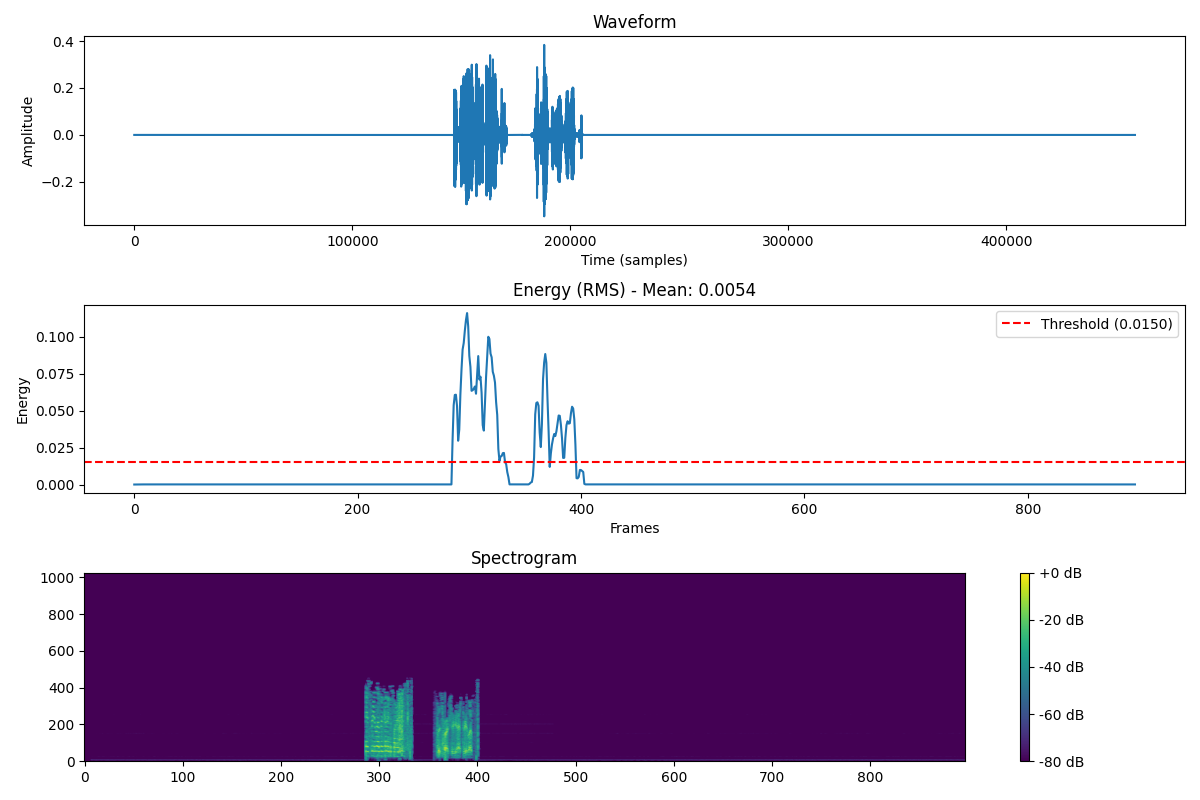 Waveform
0.4
0.2
0.0
−0.2
Amplitude
0 100000 200000 300000 400000
Time (samples)
Energy (RMS) - Mean: 0.0054
Threshold (0.0150)
0.100
0.075
0.050
0.025
0.000
Energy
0 200 400 600 800
Frames
Spectrogram
1000
800
600
400
200
0
0 100 200 300 400 500 600 700 800
+0 dB
-20 dB
-40 dB
-60 dB
-80 dB